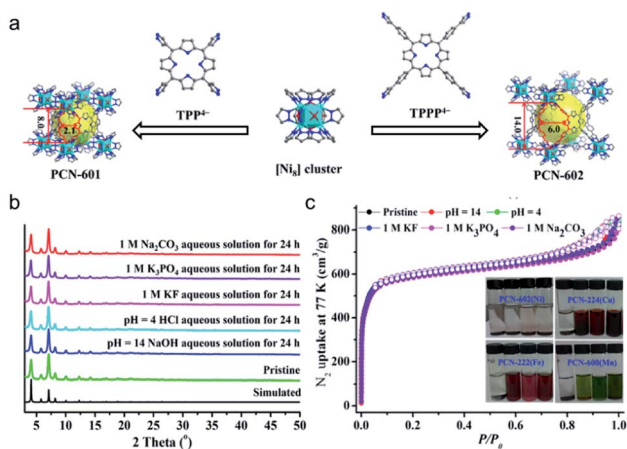 a
TPP4–
TPPP4–
8.0
2.1
14.0
6.0
PCN-601
[Ni8] cluster
PCN-602
b
1 M Na2CO3 aqueous solution for 24 h
1 M K3PO4 aqueous solution for 24 h
1 M KF aqueous solution for 24 h
pH = 4 HCl aqueous solution for 24 h
pH = 14 NaOH aqueous solution for 24 h
Pristine
Simulated
5 10 15 20 25 30 35 40 45 50
2 Theta (°)
c
Pristine pH = 14 pH = 4
1 M KF 1 M K3PO4 1 M Na2CO3
N2 uptake at 77 K (cm3/g)
1000
800
600
400
200
0
PCN-602(Ni) PCN-224(Co)
PCN-222(Fe) PCN-600(Mn)
0.0 0.2 0.4 0.6 0.8 1.0
P/P0